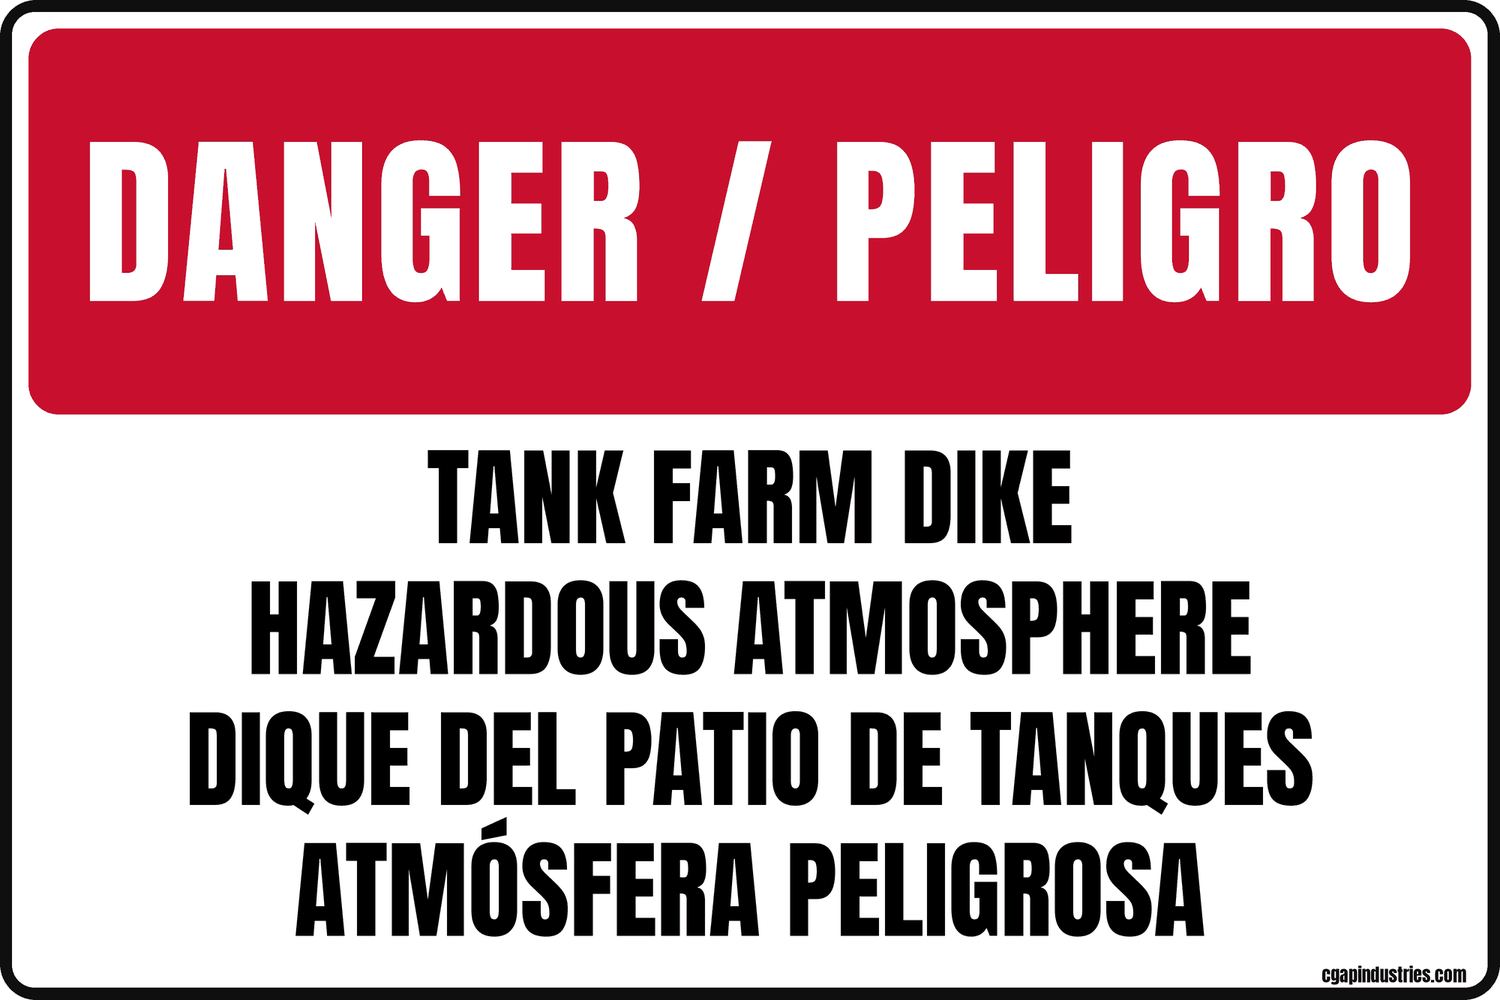 DANGER / PELIGRO
TANK FARM DIKE
HAZARDOUS ATMOSPHERE
DIQUE DEL PATIO DE TANQUES
ATMÓSFERA PELIGROSA
cgapindustries.com